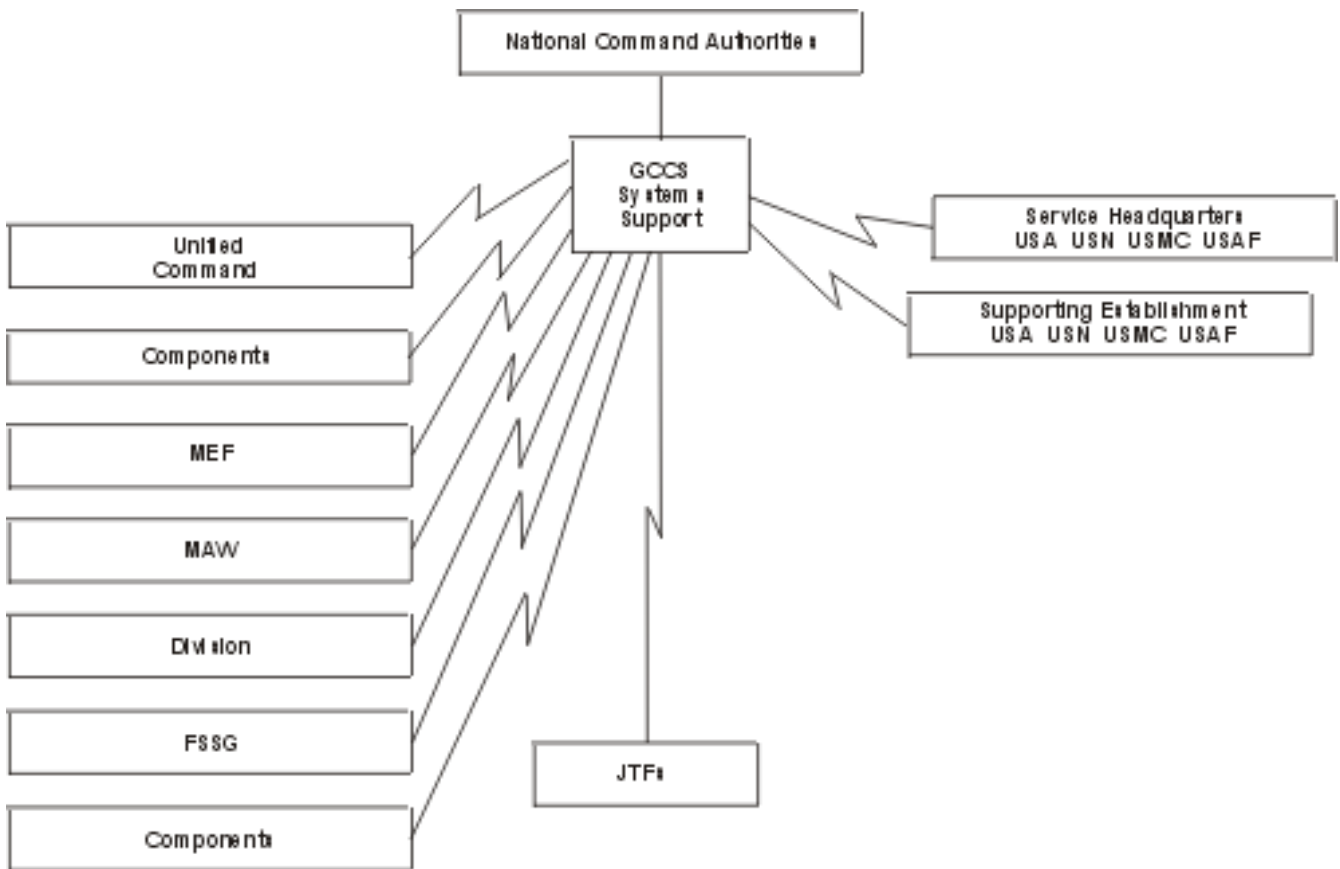 National Command Authorities
GCCS
Systems
Support
Unified
Command
Components
MEF
MAW
Division
FSSG
Components
JTFs
Service Headquarters
USA USN USMC USAF
Supporting Establishment
USA USN USMC USAF